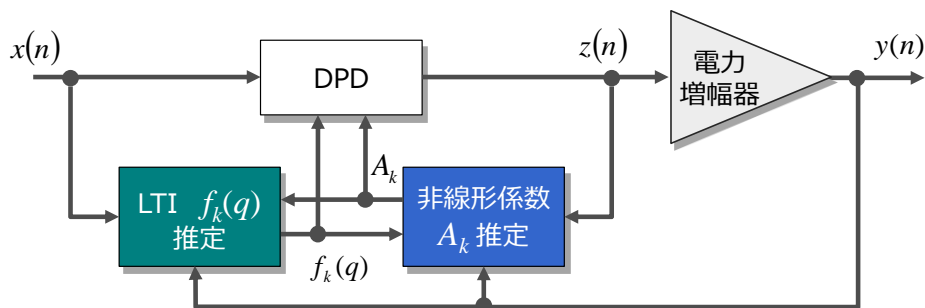 x(n)
DPD
z(n)
電力
増幅器
y(n)
A_k
LTI f_k(q)
推定
非線形係数
A_k 推定
f_k(q)